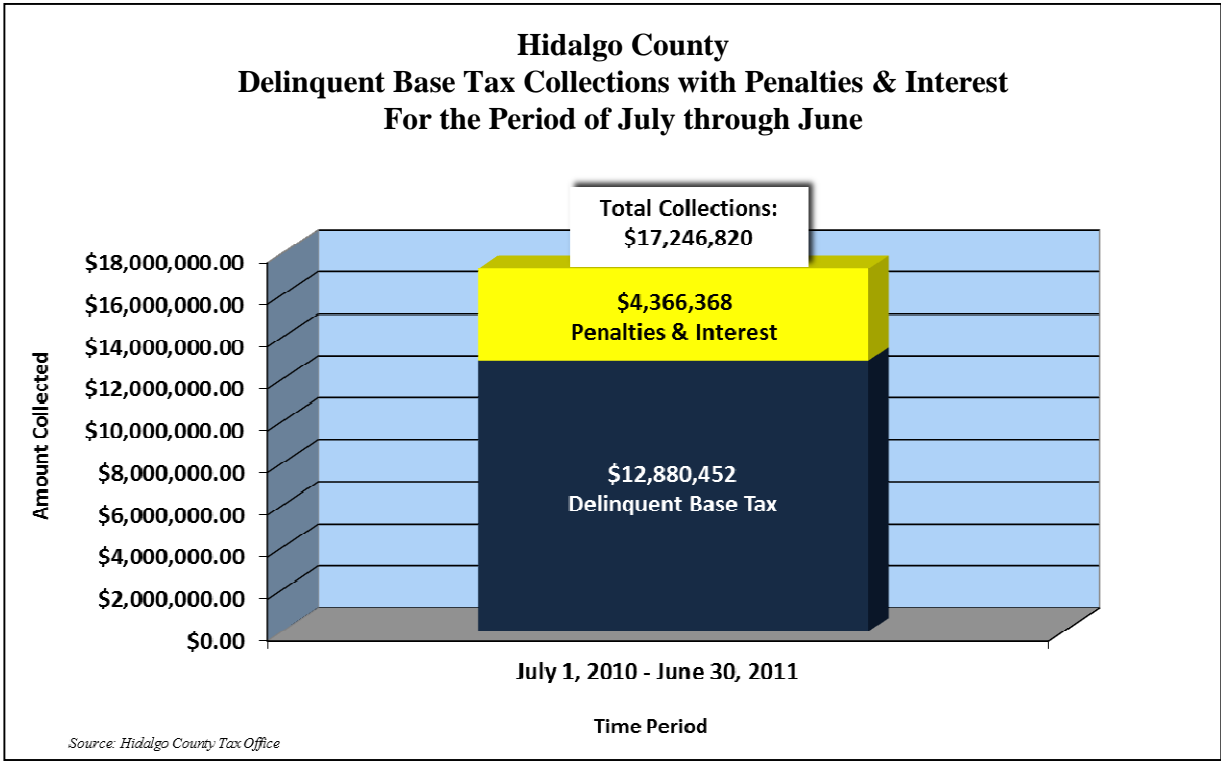 Hidalgo County
Delinquent Base Tax Collections with Penalties & Interest
For the Period of July through June
Total Collections:
$17,246,820
$18,000,000.00
$16,000,000.00
$14,000,000.00
$12,000,000.00
$10,000,000.00
$8,000,000.00
$6,000,000.00
$4,000,000.00
$2,000,000.00
$0.00
Amount Collected
$4,366,368
Penalties & Interest
$12,880,452
Delinquent Base Tax
July 1, 2010 - June 30, 2011
Time Period
Source: Hidalgo County Tax Office